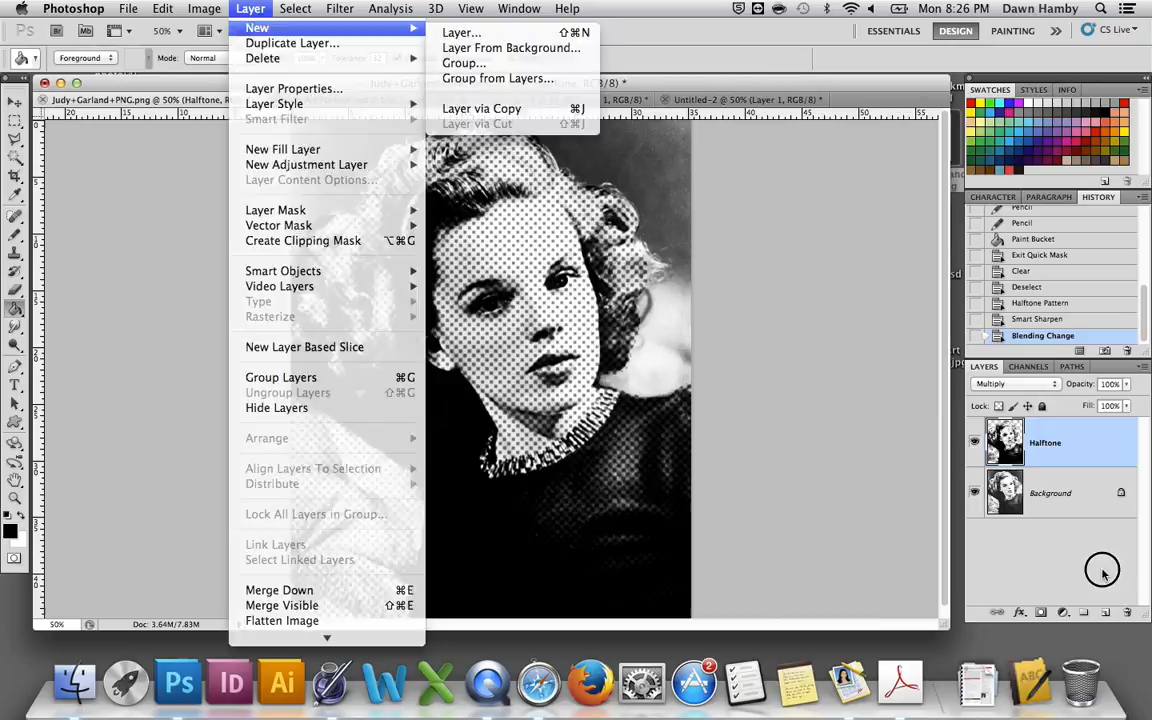 Photoshop File Edit Image Layer Select Filter Analysis 3D View Window Help Mon 8:26 PM Dawn Hamby
Ps Br Mb 50% ESSENTIALS DESIGN PAINTING CS Live
Foreground Mode: Normal
Judy+Garland+PNG.png @ 50% (Halftone, RGB/8) *
Untitled-2 @ 50% (Layer 1, RGB/8) *
New
Duplicate Layer...
Delete
Layer Properties...
Layer Style
Smart Filter
New Fill Layer
New Adjustment Layer
Layer Content Options...
Layer Mask
Vector Mask
Create Clipping Mask ⌥⌘G
Smart Objects
Video Layers
Type
Rasterize
New Layer Based Slice
Group Layers ⌘G
Ungroup Layers ⇧⌘G
Hide Layers
Arrange
Align Layers To Selection
Distribute
Lock All Layers in Group...
Link Layers
Select Linked Layers
Merge Down ⌘E
Merge Visible ⇧⌘E
Flatten Image
Layer... ⇧⌘N
Layer From Background...
Group...
Group from Layers...
Layer via Copy ⌘J
Layer via Cut ⇧⌘J
SWATCHES STYLES INFO
CHARACTER PARAGRAPH HISTORY
Pencil
Pencil
Paint Bucket
Exit Quick Mask
Clear
Deselect
Halftone Pattern
Smart Sharpen
Blending Change
LAYERS CHANNELS PATHS
Multiply Opacity: 100%
Lock: Fill: 100%
Halftone
Background
50% Doc: 3.64M/7.83M
Ps Id Ai
2